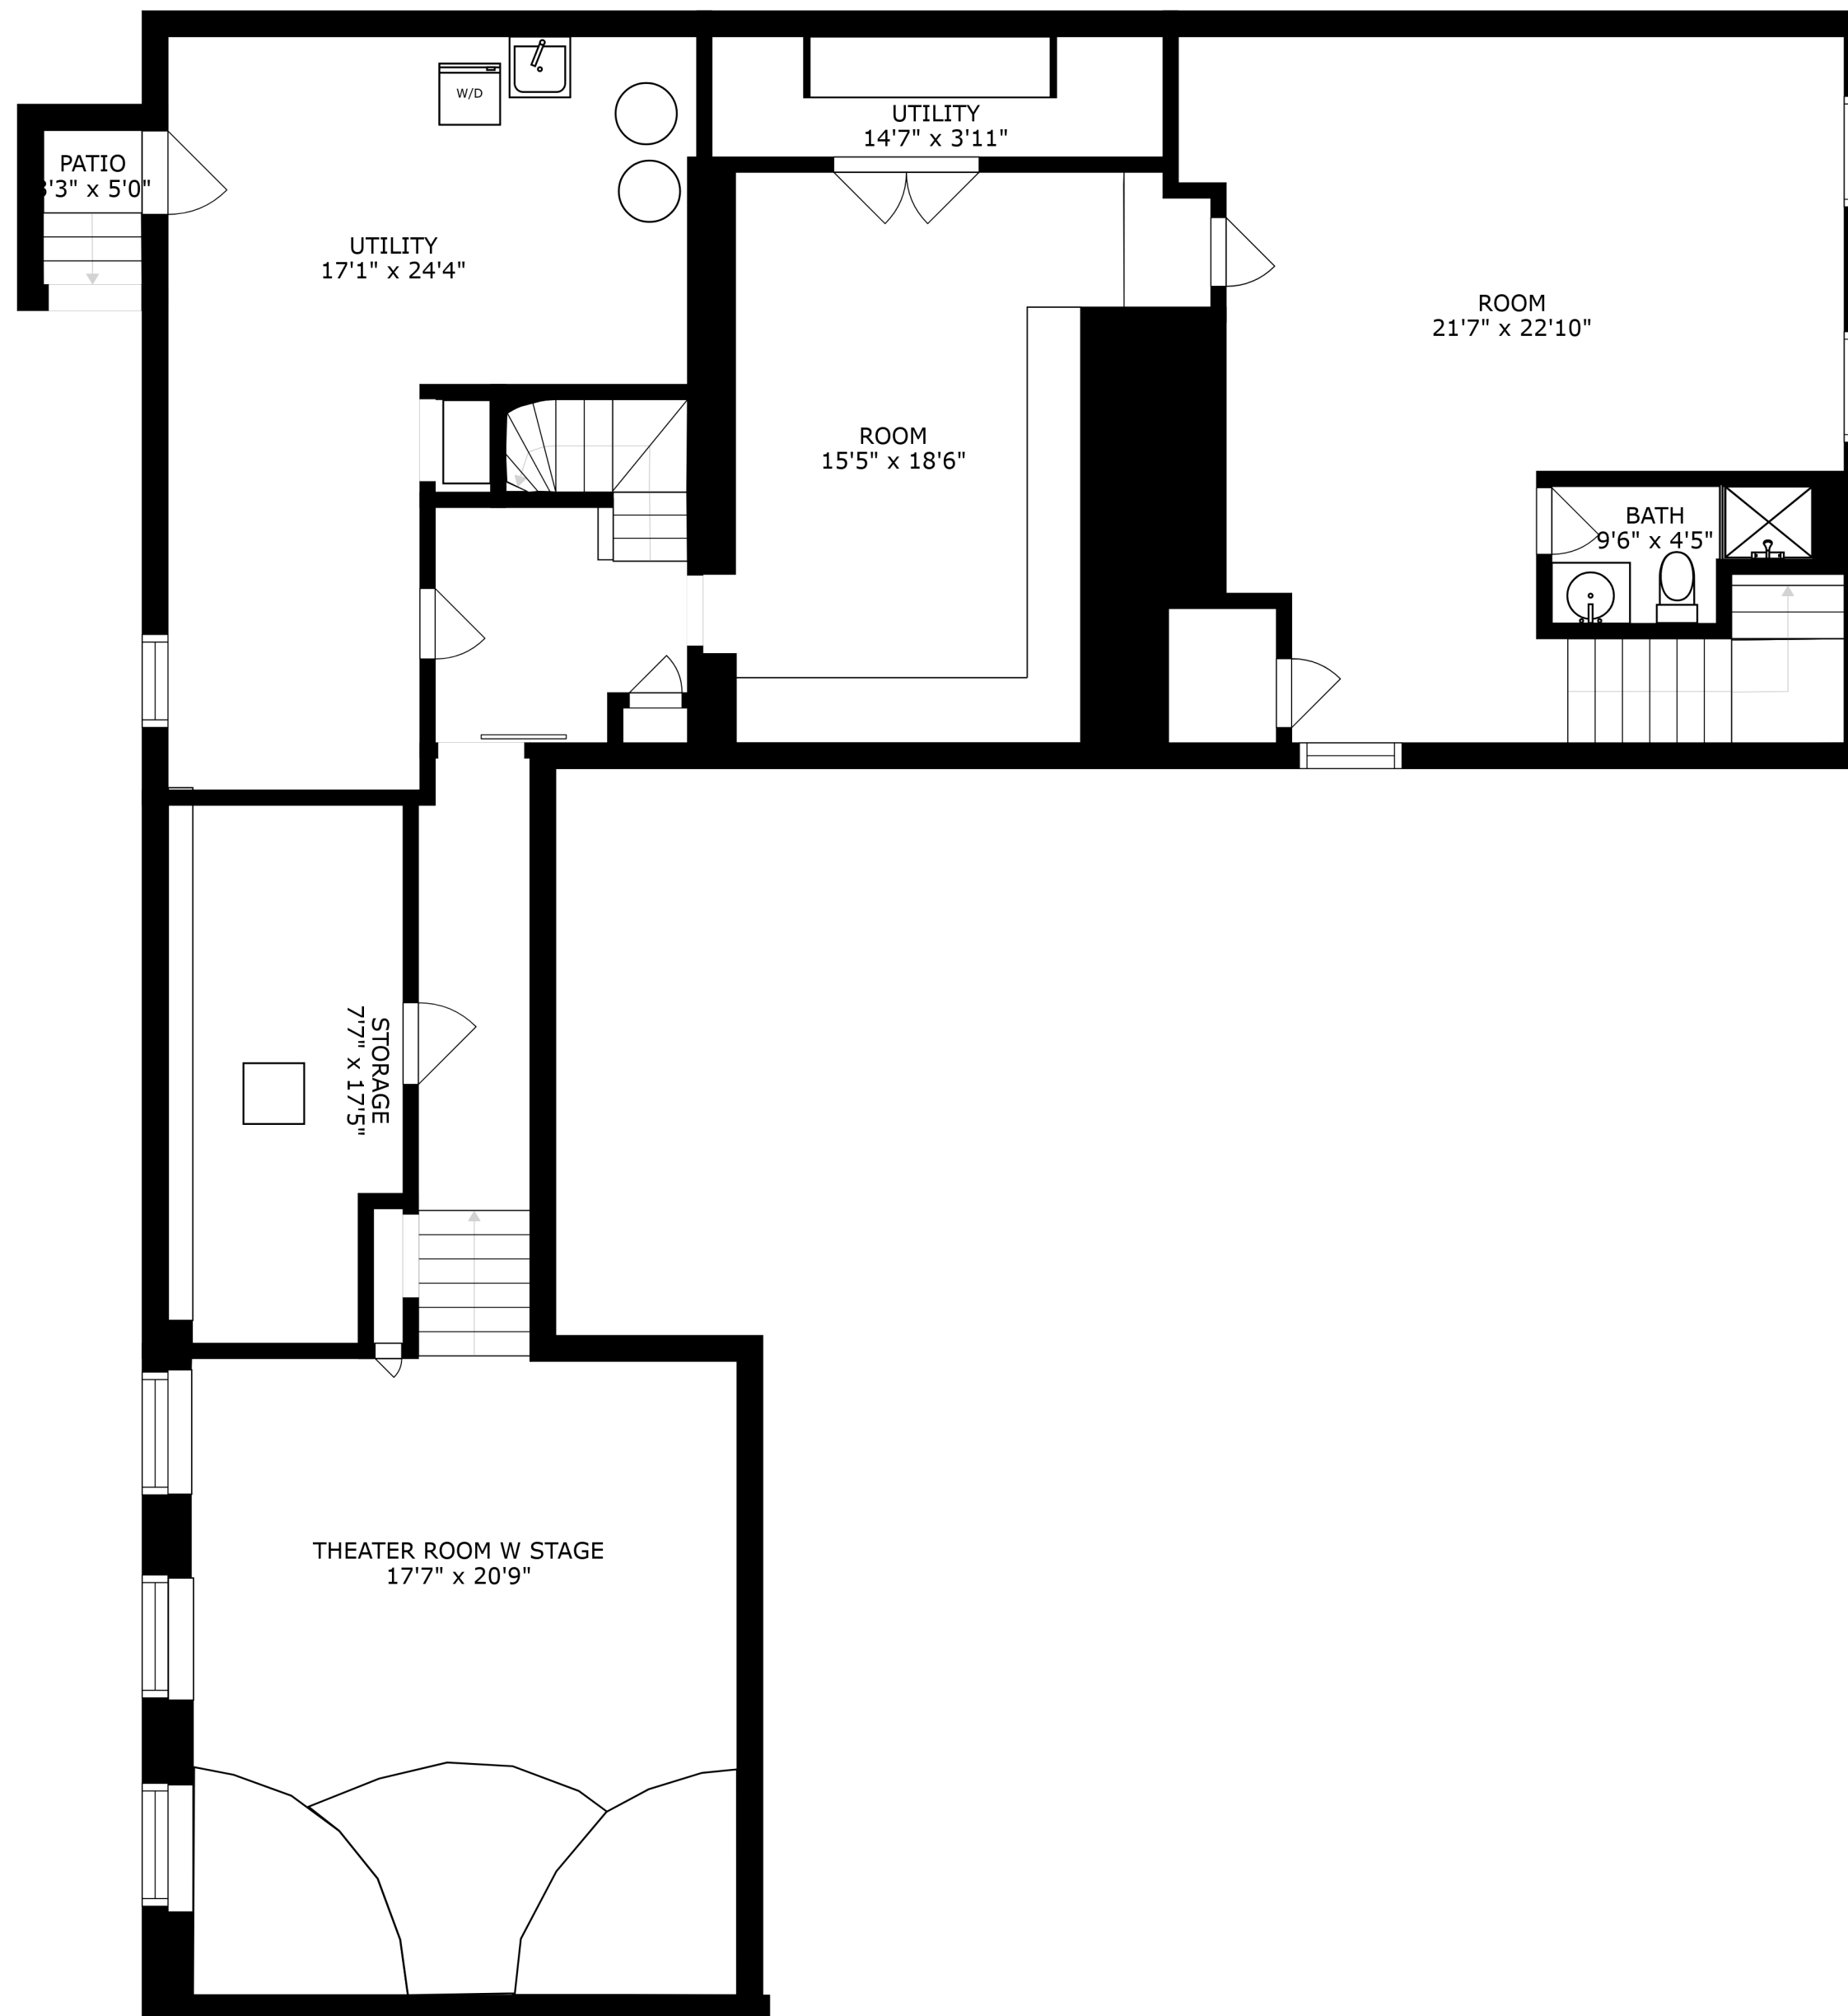 W/D
UTILITY
14'7" x 3'11"
PATIO
3'3" x 5'0"
UTILITY
17'1" x 24'4"
ROOM
21'7" x 22'10"
ROOM
15'5" x 18'6"
BATH
9'6" x 4'5"
STORAGE
7'7" x 17'5"
THEATER ROOM W STAGE
17'7" x 20'9"